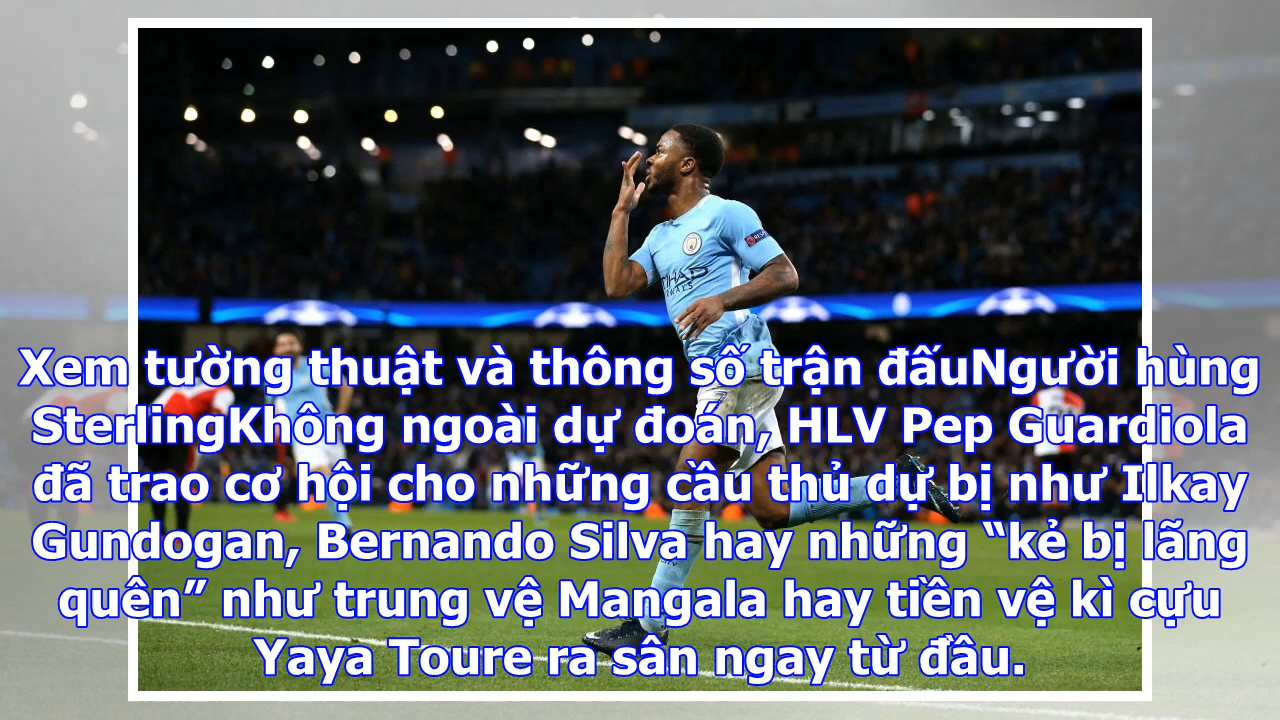 Xem tường thuật và thông số trận đấuNgười hùng
SterlingKhông ngoài dự đoán, HLV Pep Guardiola
đã trao cơ hội cho những cầu thủ dự bị như Ilkay
Gundogan, Bernando Silva hay những “kẻ bị lãng
quên” như trung vệ Mangala hay tiền vệ kì cựu
Yaya Toure ra sân ngay từ đầu.